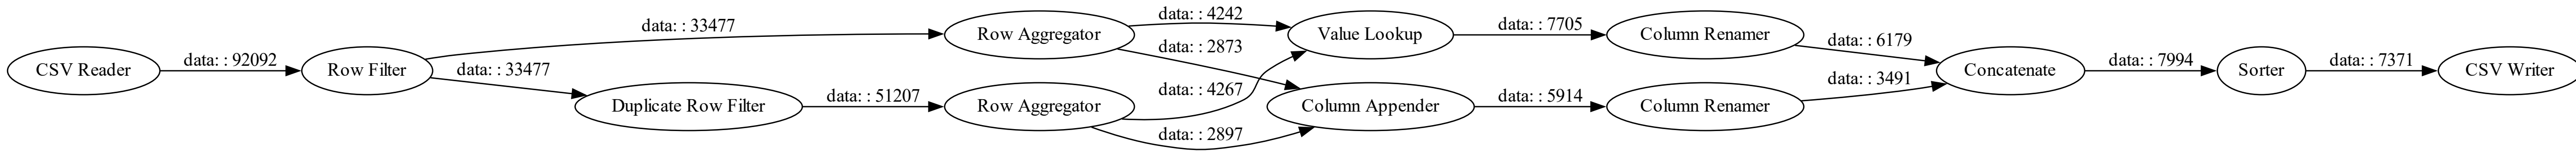 CSV Reader
data: : 92092
Row Filter
data: : 33477
data: : 33477
Duplicate Row Filter
data: : 51207
Row Aggregator
Row Aggregator
data: : 4242
data: : 2873
data: : 4267
data: : 2897
Value Lookup
Column Appender
data: : 7705
data: : 5914
Column Renamer
Column Renamer
data: : 6179
data: : 3491
Concatenate
data: : 7994
Sorter
data: : 7371
CSV Writer